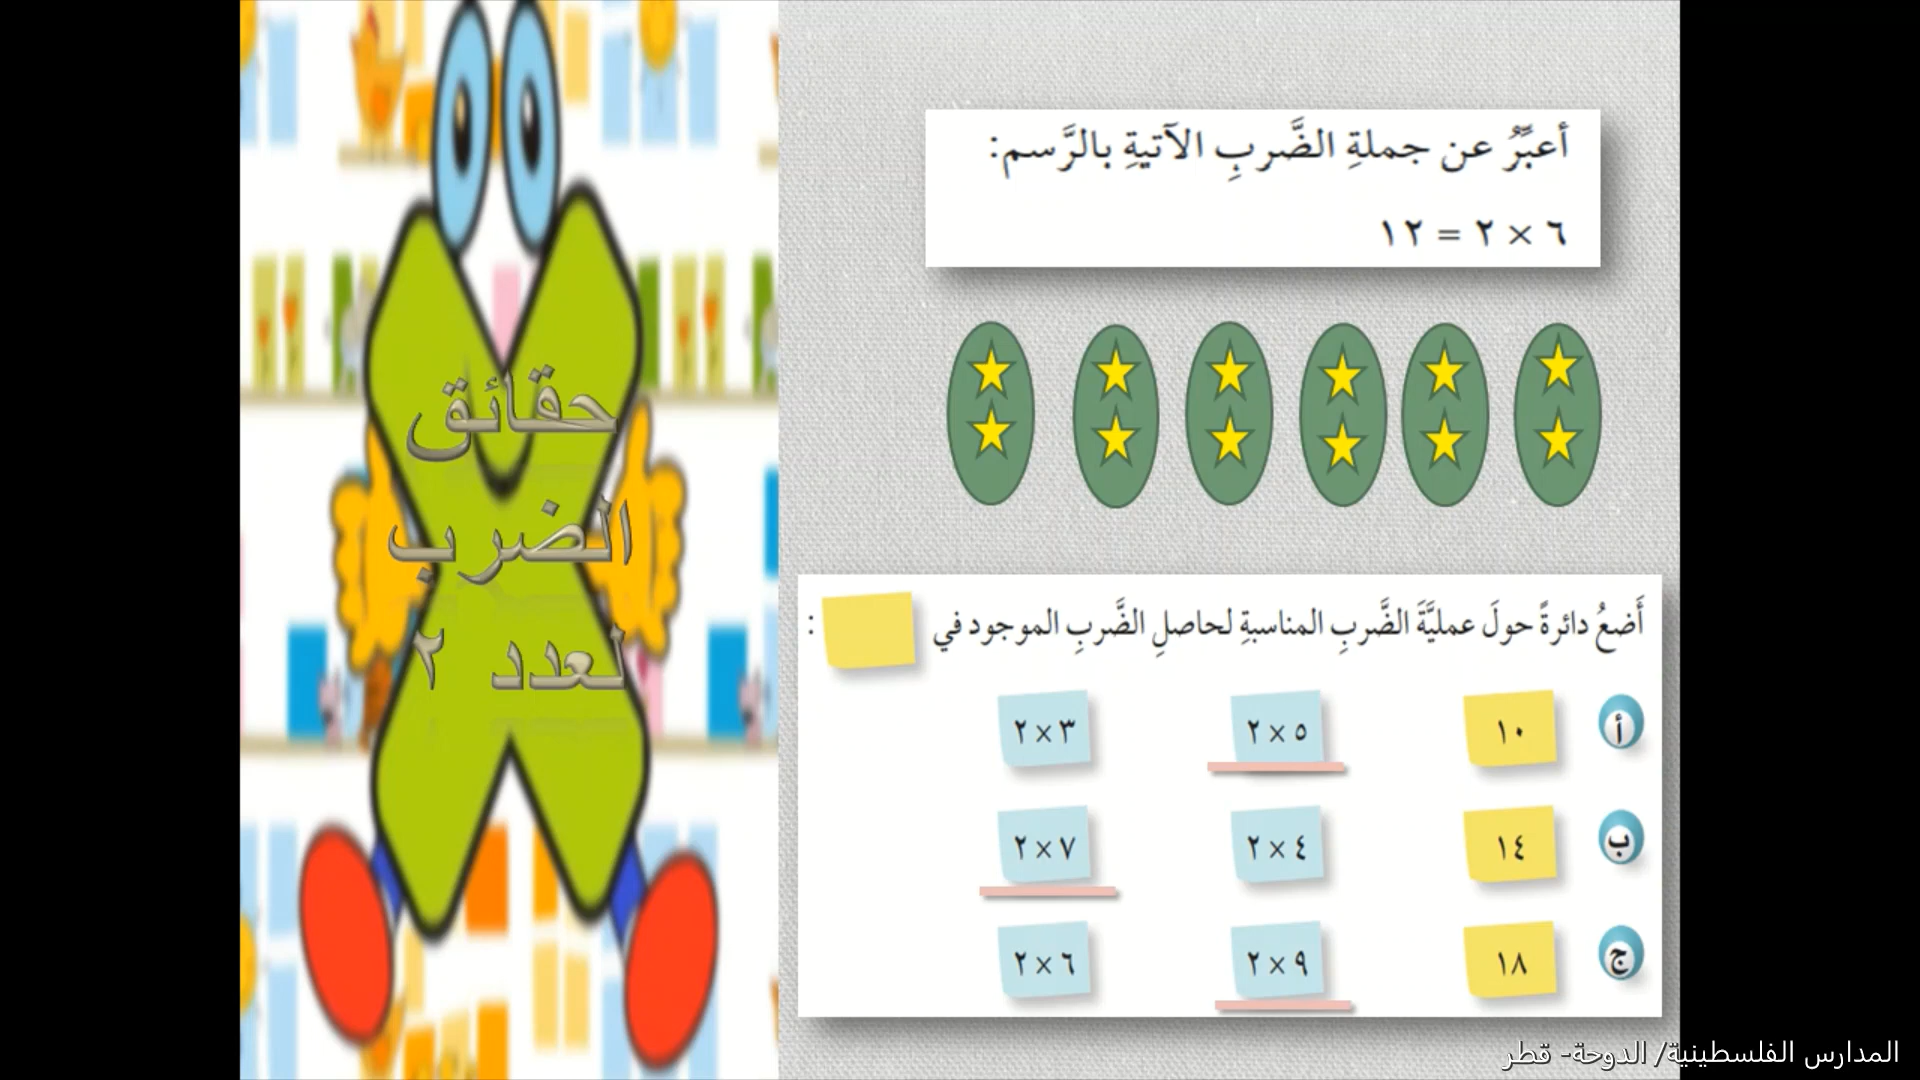 أعبِّرُ عن جملةِ الضَّربِ الآتيةِ بالرَّسم:
٦ × ٢ = ١٢
حقائق
الضرب
لعدد ٢
أَضعُ دائرةً حولَ عمليَّةَ الضَّربِ المناسبةِ لحاصلِ الضَّربِ الموجود في :
أ ١٠ ٥ × ٢ ٣ × ٢
ب ١٤ ٤ × ٢ ٧ × ٢
ج ١٨ ٩ × ٢ ٦ × ٢
المدارس الفلسطينية/ الدوحة- قطر